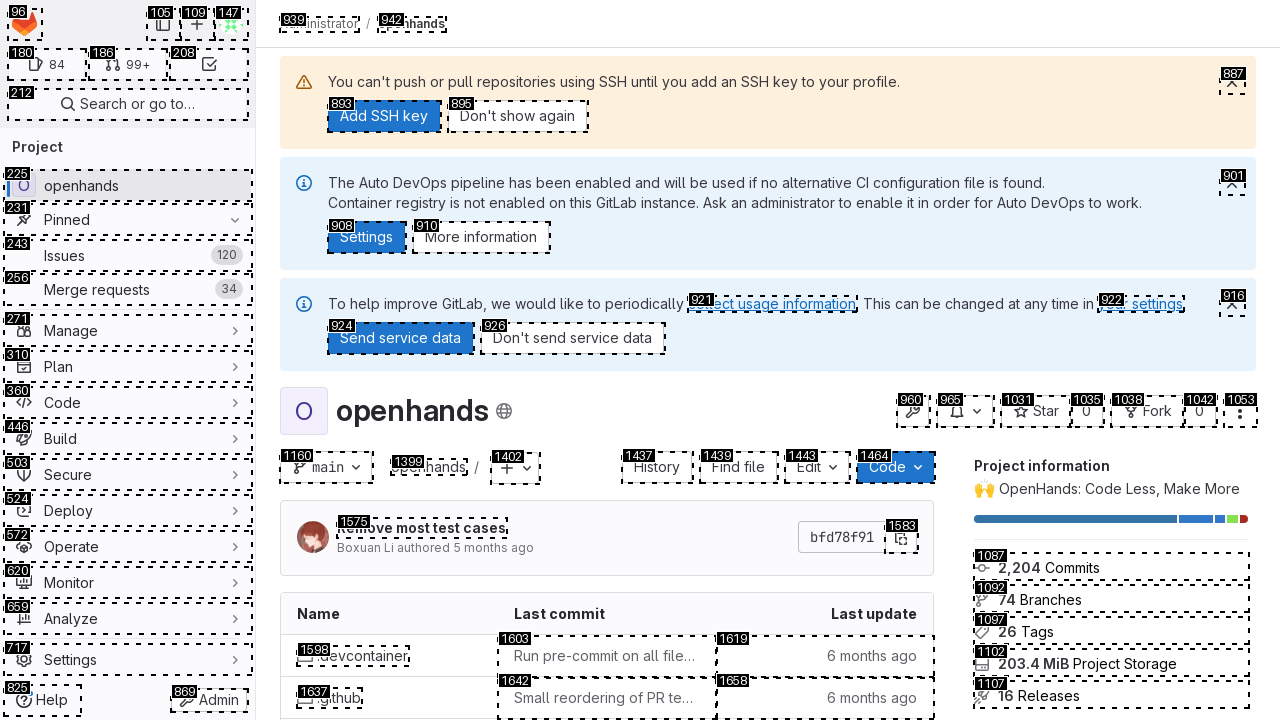 96
105
109
147
180
84
186
99+
208
212
Search or go to…
Project
225
O
openhands
231
Pinned
243
Issues
120
256
Merge requests
34
271
Manage
310
Plan
360
Code
446
Build
503
Secure
524
Deploy
572
Operate
620
Monitor
659
Analyze
717
Settings
825
Help
869
Admin
939
Administrator
/
942
openhands
You can't push or pull repositories using SSH until you add an SSH key to your profile.
887
893
Add SSH key
895
Don't show again
The Auto DevOps pipeline has been enabled and will be used if no alternative CI configuration file is found.
901
Container registry is not enabled on this GitLab instance. Ask an administrator to enable it in order for Auto DevOps to work.
908
Settings
910
More information
To help improve GitLab, we would like to periodically
921
collect usage information
. This can be changed at any time in
922
your settings
916
924
Send service data
926
Don't send service data
O
openhands
960
965
1031
Star
1035
0
1038
Fork
1042
0
1053
1160
main
1399
openhands
/
1402
1437
History
1439
Find file
1443
Edit
1464
Code
1575
Remove most test cases
Boxuan Li authored 5 months ago
bfd78f91
1583
Name
Last commit
Last update
1598
.devcontainer
1603
Run pre-commit on all file…
1619
6 months ago
1637
.github
1642
Small reordering of PR te…
1658
6 months ago
Project information
🙌 OpenHands: Code Less, Make More
1087
2,204 Commits
1092
74 Branches
1097
26 Tags
1102
203.4 MiB Project Storage
1107
16 Releases